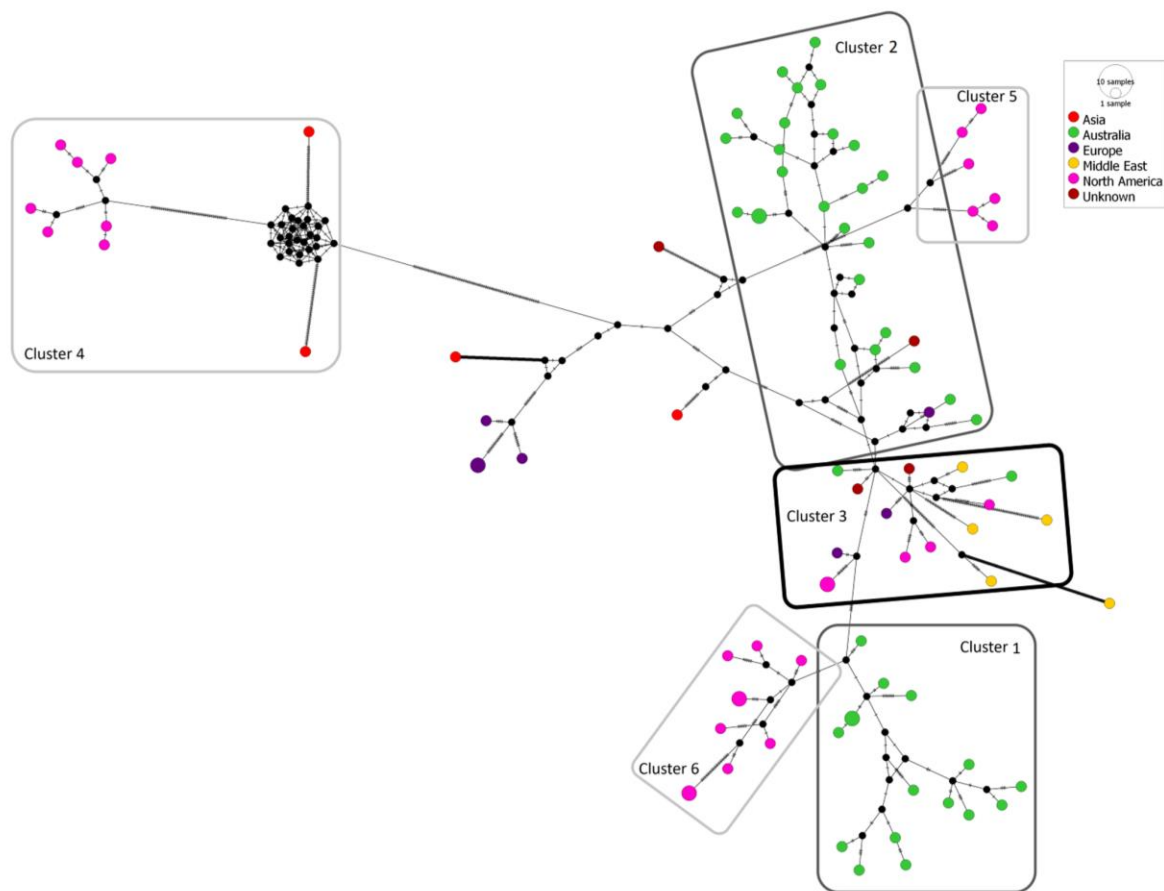 Cluster 2
Cluster 5
10 samples
1 sample
Asia
Australia
Europe
Middle East
North America
Unknown
Cluster 4
Cluster 3
Cluster 1
Cluster 6